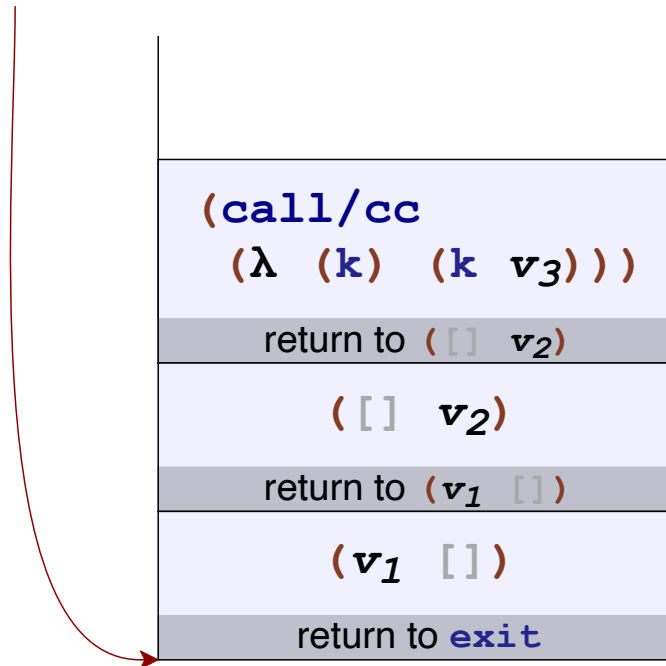 (call/cc
(λ (k) (k v₃)))
return to ([] v₂)
([] v₂)
return to (v₁ [])
(v₁ [])
return to exit